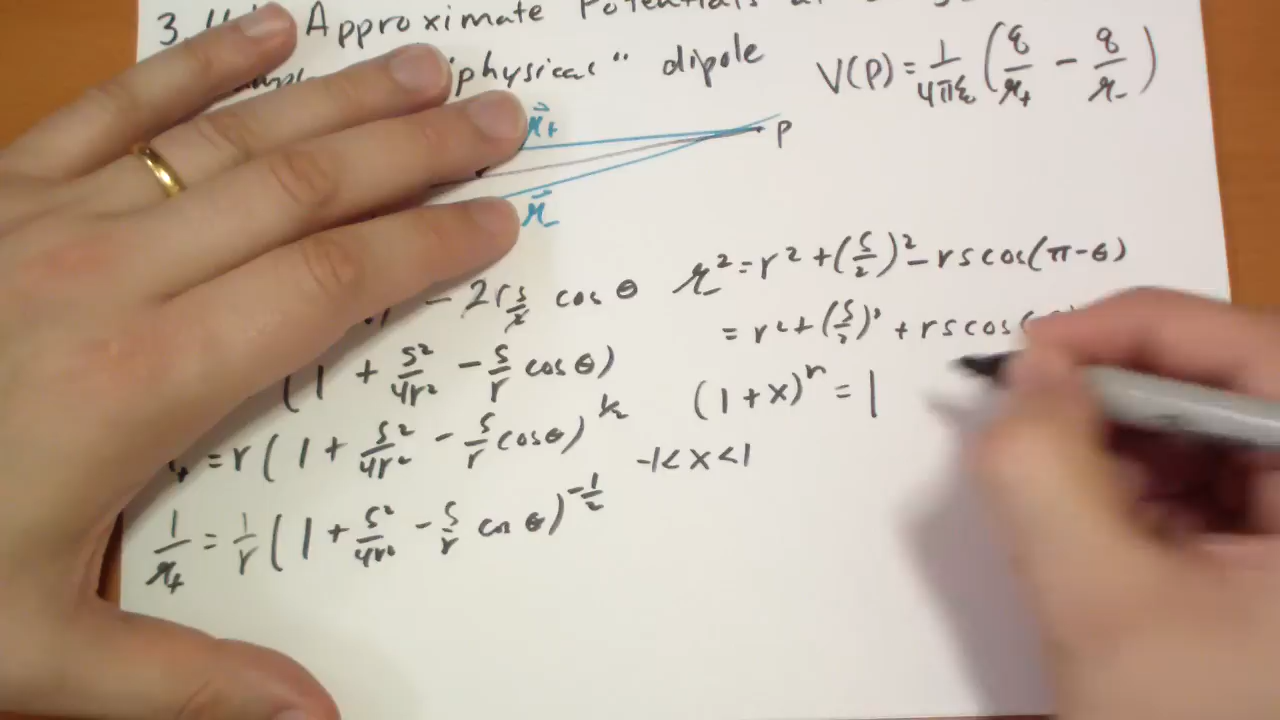 3. Approximate Potentials at
"physical" dipole
V(P) = 1/4πε₀ (q/𝓇₊ − q/𝓇₋)
𝓇⃗₊
P
𝓇⃗₋
− 2r s/2 cos θ
(1 + s²/4r² − s/r cos θ)
₊ = r(1 + s²/4r² − s/r cos θ)^1/2
1/𝓇₊ = 1/r (1 + s²/4r² − s/r cos θ)^−1/2
𝓇₋² = r² + (s/2)² − rs cos(π−θ)
= r² + (s/2)² + rs cos
(1 + x)ⁿ = 1
−1 < x < 1